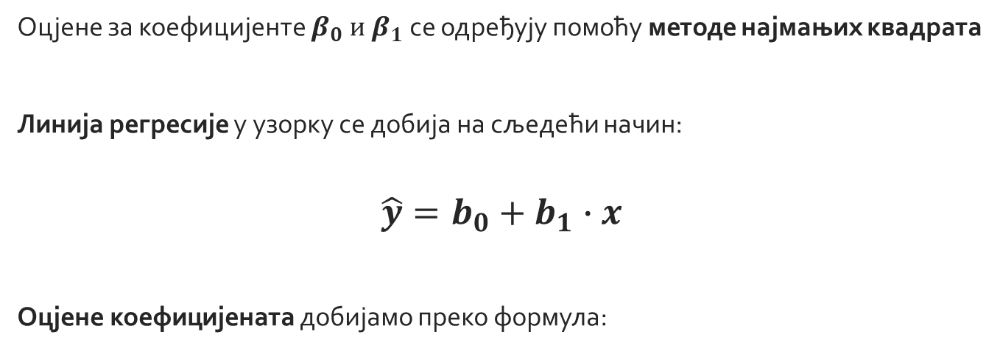 Оцјене за коефицијенте β₀ и β₁ се одређују помоћу методе најмањих квадрата
Линија регресије у узорку се добија на сљедећи начин:
ŷ = b₀ + b₁ · x
Оцјене коефицијената добијамо преко формула: